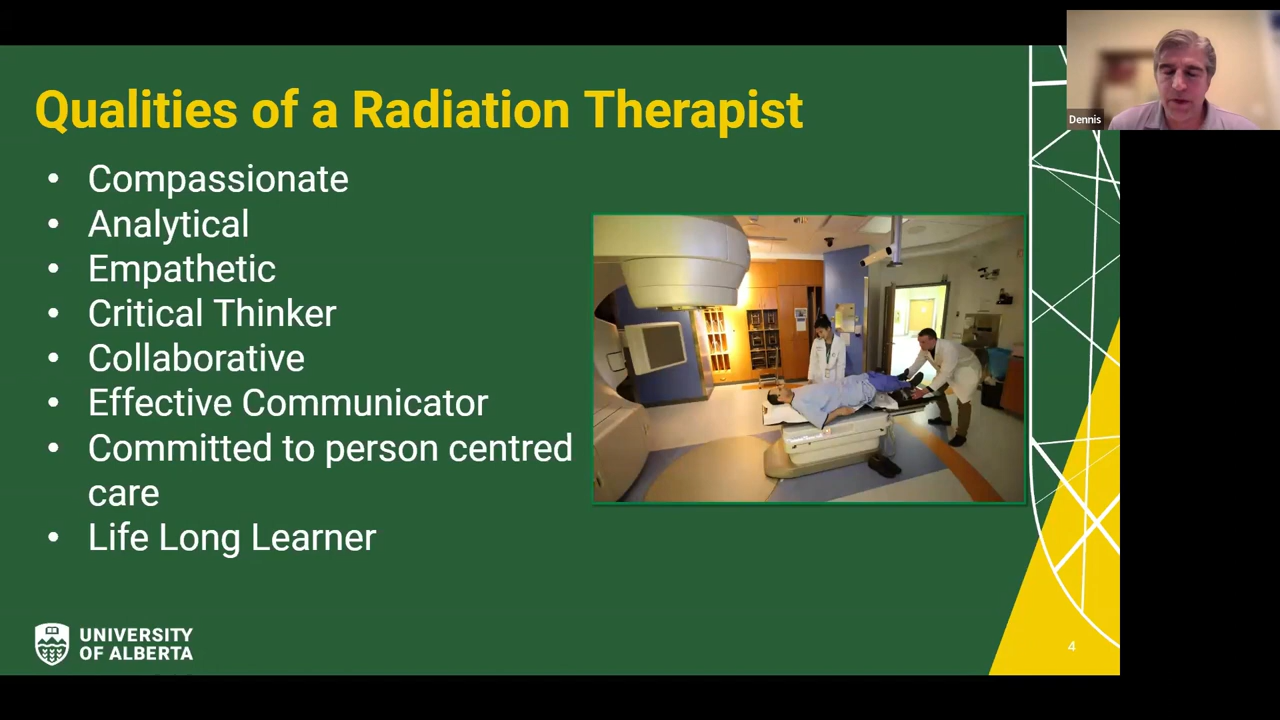 Qualities of a Radiation Therapist
• Compassionate
• Analytical
• Empathetic
• Critical Thinker
• Collaborative
• Effective Communicator
• Committed to person centred
care
• Life Long Learner
Dennis
UNIVERSITY
OF ALBERTA
4